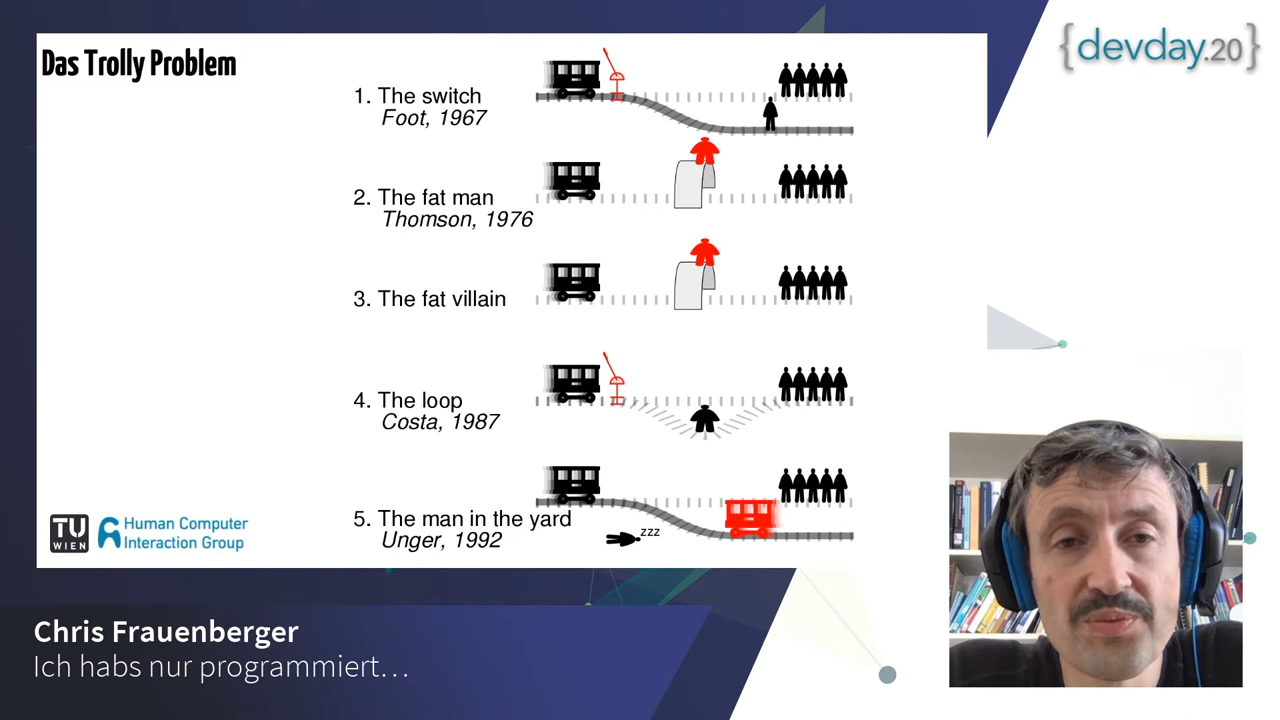 Das Trolly Problem
{devday.20}
1. The switch
Foot, 1967
2. The fat man
Thomson, 1976
3. The fat villain
4. The loop
Costa, 1987
5. The man in the yard
Unger, 1992
zzz
TU
WIEN
Human Computer
Interaction Group
Chris Frauenberger
Ich habs nur programmiert…